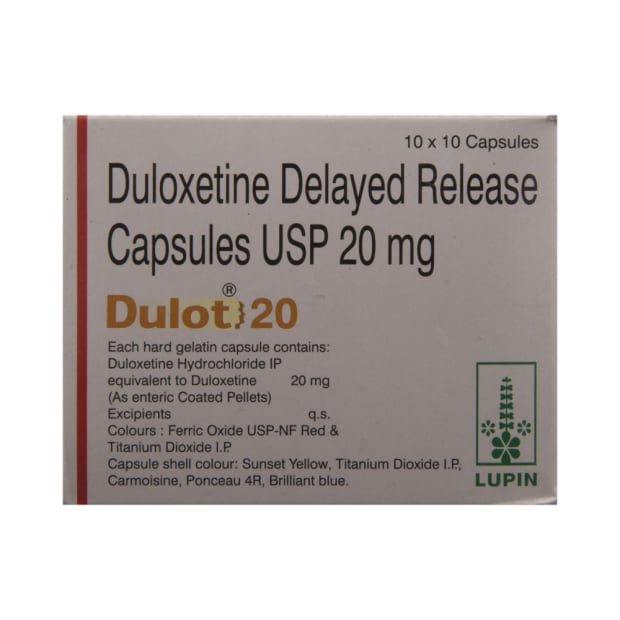 10 x 10 Capsules
Duloxetine Delayed Release
Capsules USP 20 mg
Dulot® 20
Each hard gelatin capsule contains:
Duloxetine Hydrochloride IP
equivalent to Duloxetine 20 mg
(As enteric Coated Pellets)
Excipients q.s.
Colours : Ferric Oxide USP-NF Red &
Titanium Dioxide I.P.
Capsule shell colour: Sunset Yellow, Titanium Dioxide I.P.,
Carmoisine, Ponceau 4R, Brilliant blue.
LUPIN